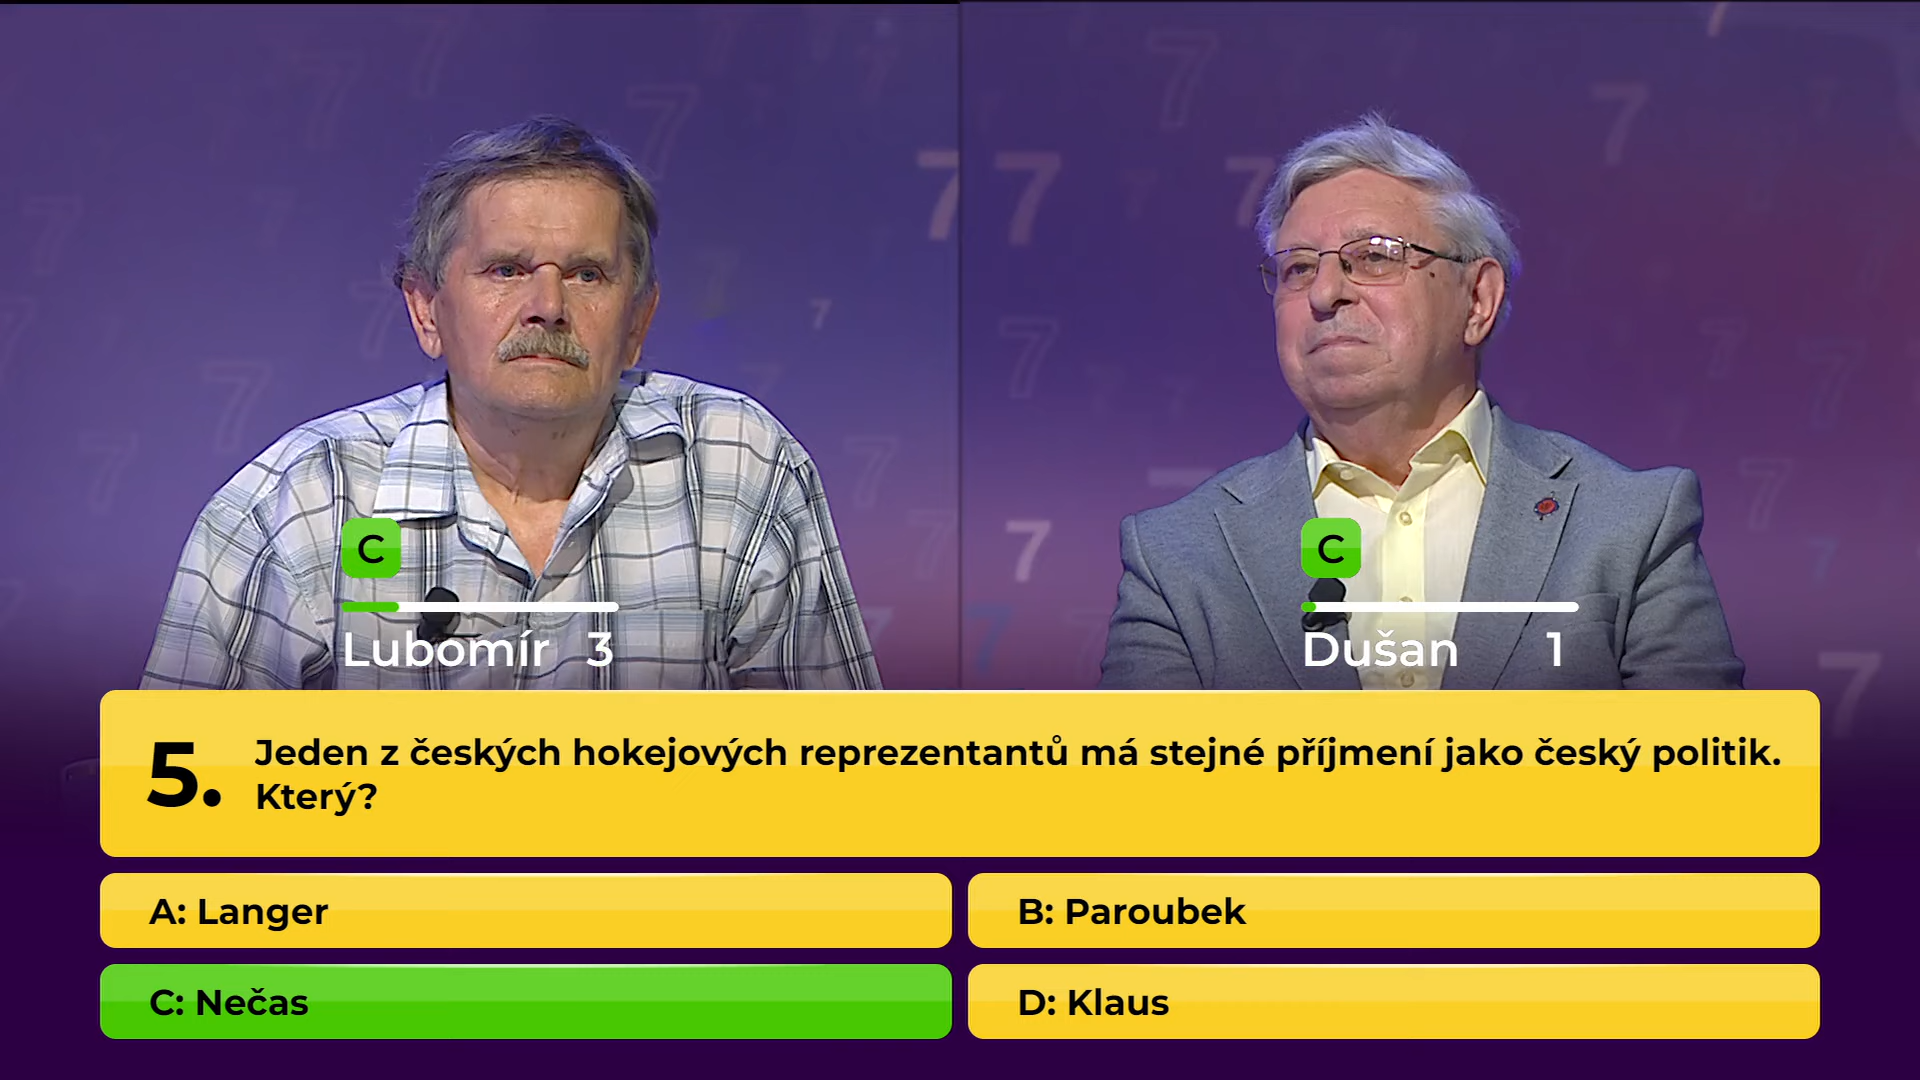 C
C
Lubomír 3
Dušan 1
5. Jeden z českých hokejových reprezentantů má stejné příjmení jako český politik.
Který?
A: Langer
B: Paroubek
C: Nečas
D: Klaus